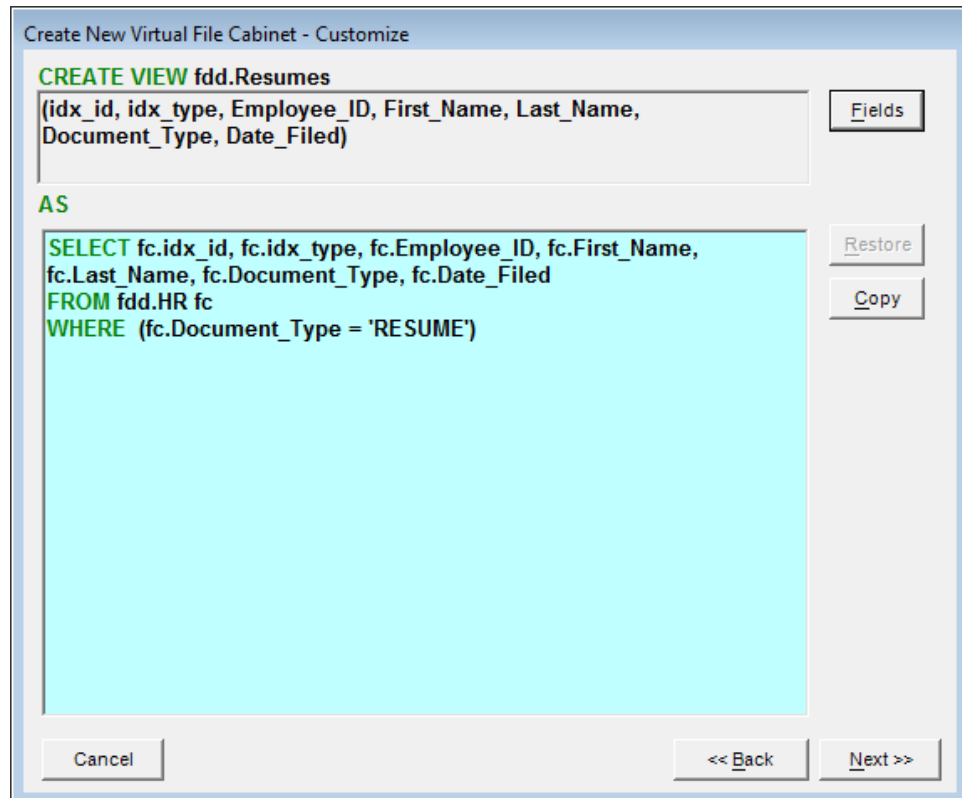 Create New Virtual File Cabinet - Customize
CREATE VIEW fdd.Resumes
(idx_id, idx_type, Employee_ID, First_Name, Last_Name,
Document_Type, Date_Filed)
Fields
AS
SELECT fc.idx_id, fc.idx_type, fc.Employee_ID, fc.First_Name,
fc.Last_Name, fc.Document_Type, fc.Date_Filed
FROM fdd.HR fc
WHERE  (fc.Document_Type = 'RESUME')
Restore
Copy
Cancel
<< Back
Next >>